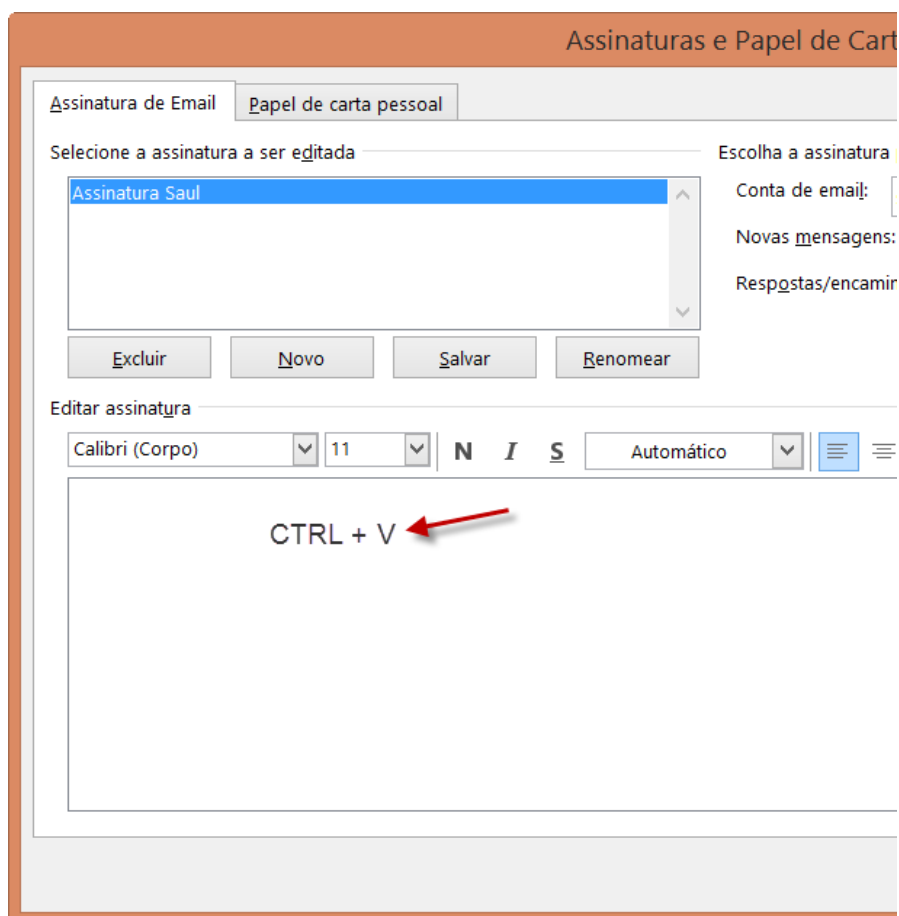 Assinaturas e Papel de Cart
Assinatura de Email
Papel de carta pessoal
Selecione a assinatura a ser editada
Escolha a assinatura
Assinatura Saul
Conta de email:
Novas mensagens:
Respostas/encamin
Excluir
Novo
Salvar
Renomear
Editar assinatura
Calibri (Corpo)
11
N
I
S
Automático
CTRL + V